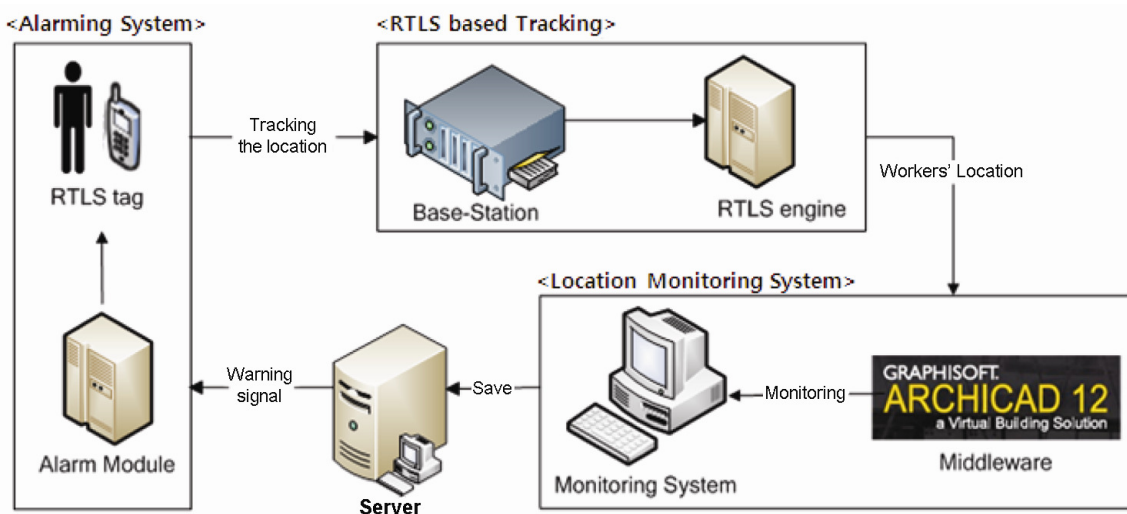 <Alarming System>
<RTLS based Tracking>
RTLS tag
Tracking
the location
Base-Station
RTLS engine
Workers' Location
<Location Monitoring System>
GRAPHISOFT.
ARCHICAD 12
a Virtual Building Solution
Middleware
Monitoring
Monitoring System
Save
Server
Warning
signal
Alarm Module